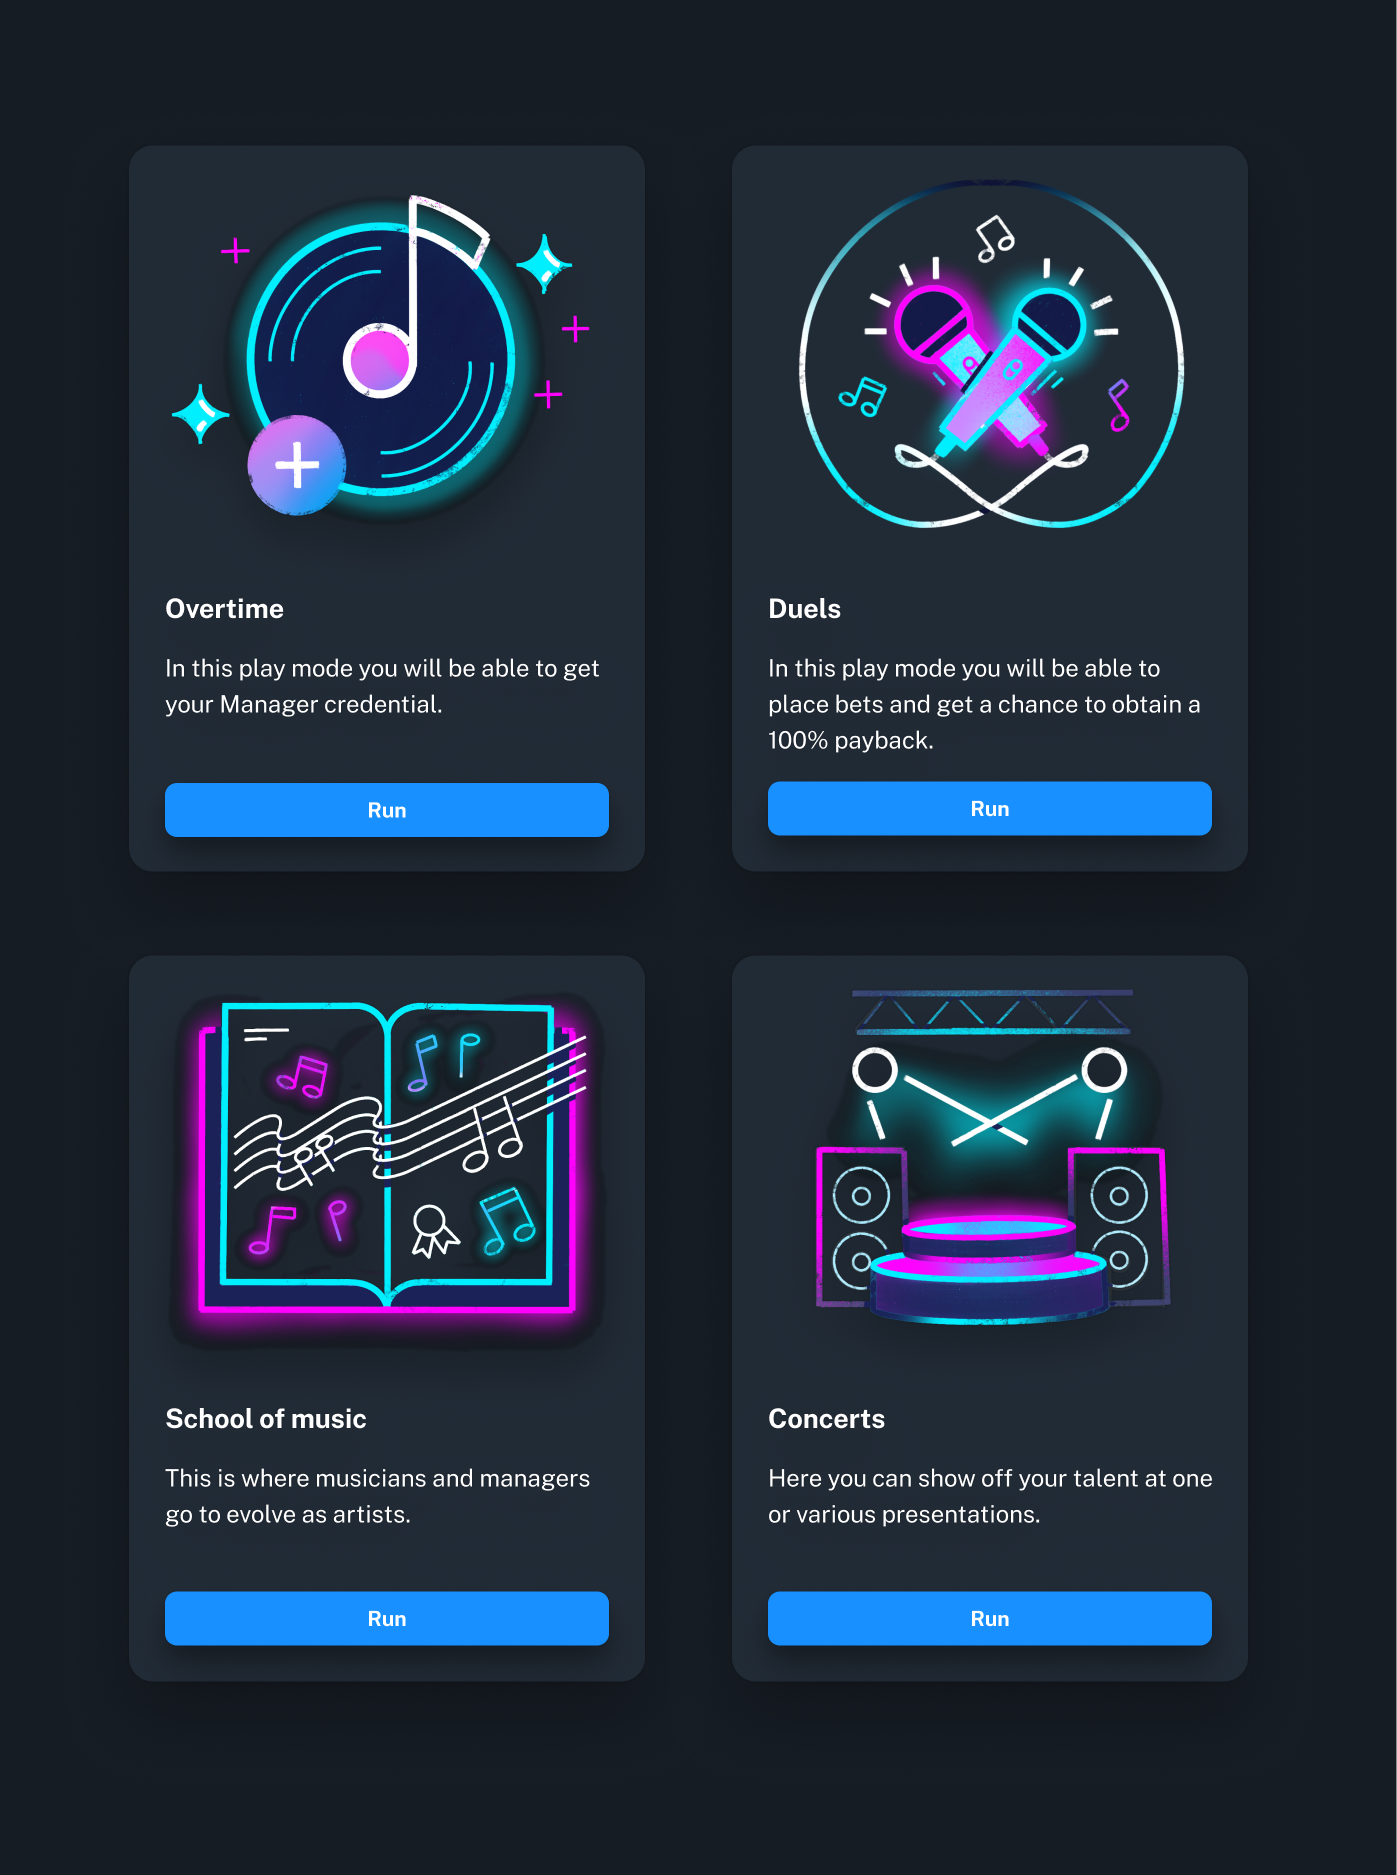 Overtime
In this play mode you will be able to get
your Manager credential.
Run
Duels
In this play mode you will be able to
place bets and get a chance to obtain a
100% payback.
Run
School of music
This is where musicians and managers
go to evolve as artists.
Run
Concerts
Here you can show off your talent at one
or various presentations.
Run